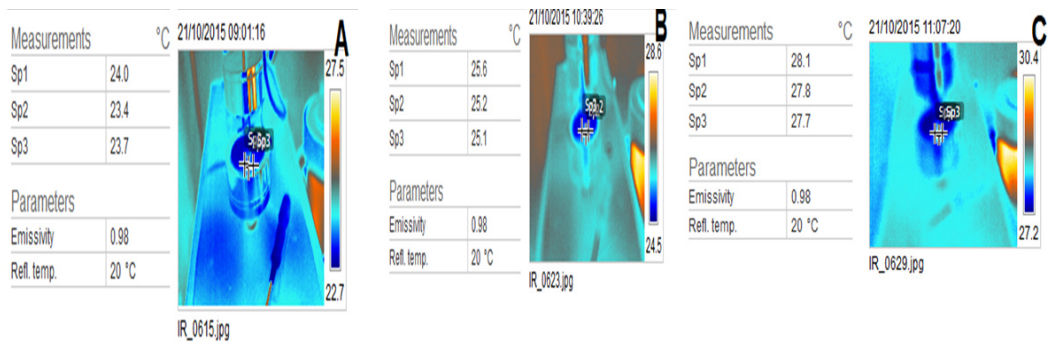 Measurements °C
Sp1 24.0
Sp2 23.4
Sp3 23.7
Parameters
Emissivity 0.98
Refl. temp. 20 °C
21/10/2015 09:01:16
A
27.5
Sp3
22.7
IR_0615.jpg
Measurements °C
Sp1 25.6
Sp2 25.2
Sp3 25.1
Parameters
Emissivity 0.98
Refl. temp. 20 °C
21/10/2015 10:39:26
B
28.6
24.5
IR_0623.jpg
Measurements °C
Sp1 28.1
Sp2 27.8
Sp3 27.7
Parameters
Emissivity 0.98
Refl. temp. 20 °C
21/10/2015 11:07:20
C
30.4
Sp3
27.2
IR_0629.jpg